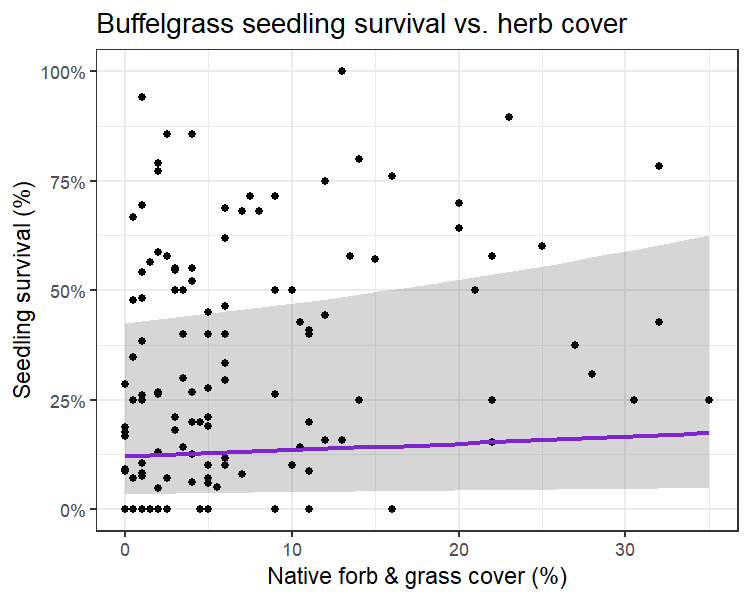 Buffelgrass seedling survival vs. herb cover
Seedling survival (%)
100%
75%
50%
25%
0%
0 10 20 30
Native forb & grass cover (%)